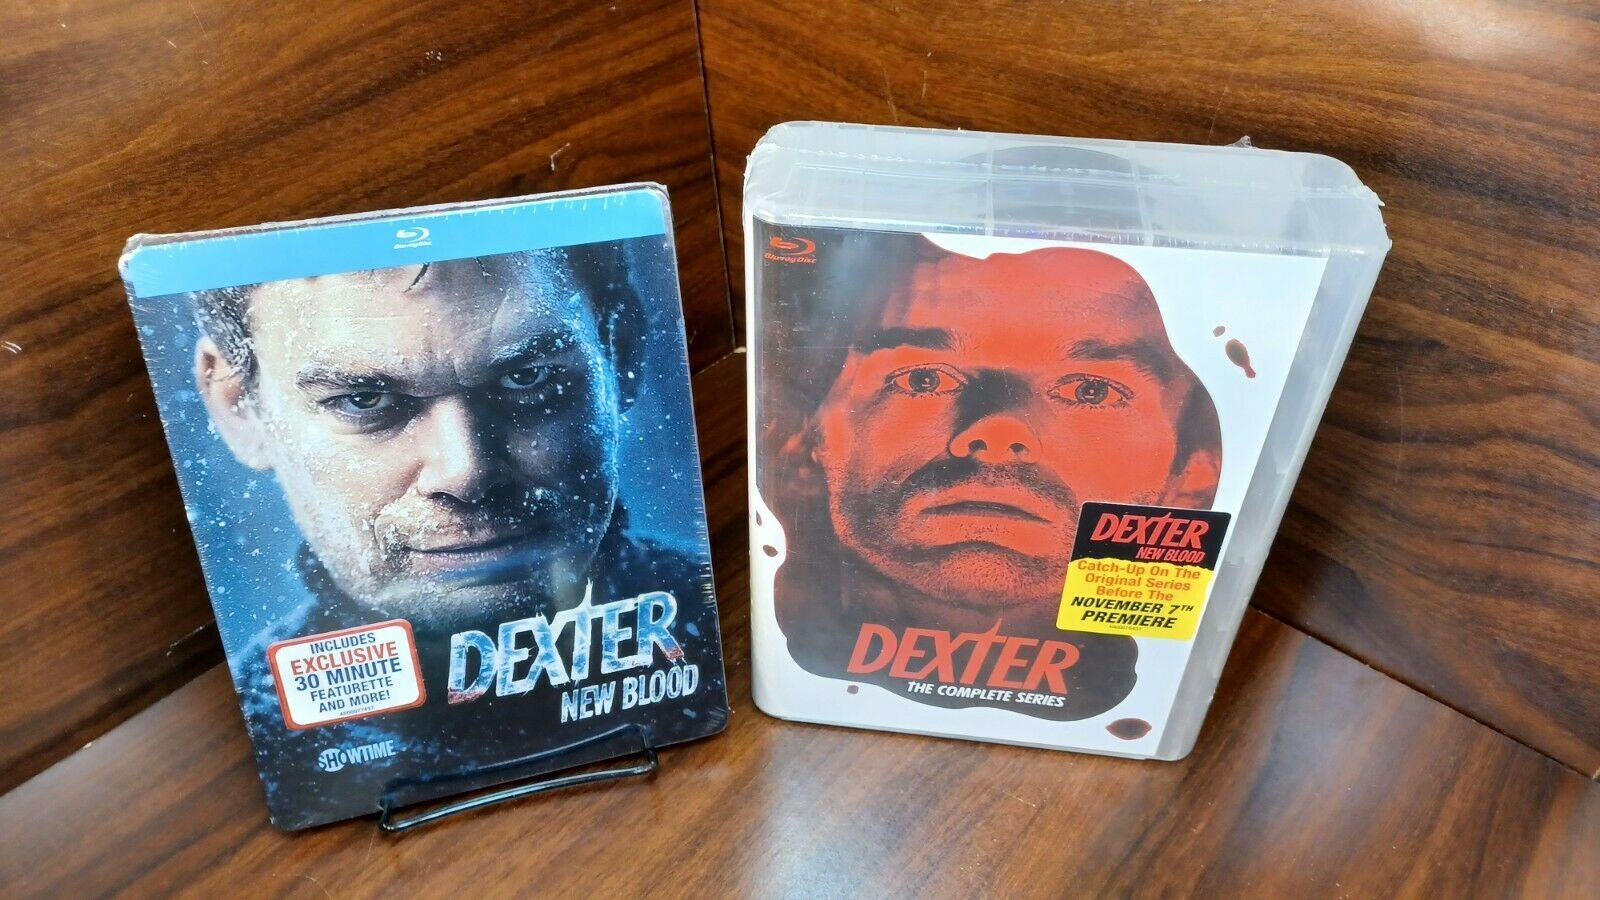 Blu-ray Disc
INCLUDES
EXCLUSIVE
30 MINUTE
FEATURETTE
AND MORE!
DEXTER
NEW BLOOD
SHOWTIME
Blu-ray Disc
DEXTER
NEW BLOOD
Catch-Up On The
Original Series
Before The
NOVEMBER 7TH
PREMIERE
DEXTER
THE COMPLETE SERIES